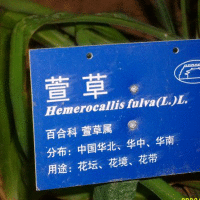 萱草
Hemerocallis fulva(L.)L.
百合科 萱草属
分布：中国华北、华中、华南
用途：花坛、花境、花带